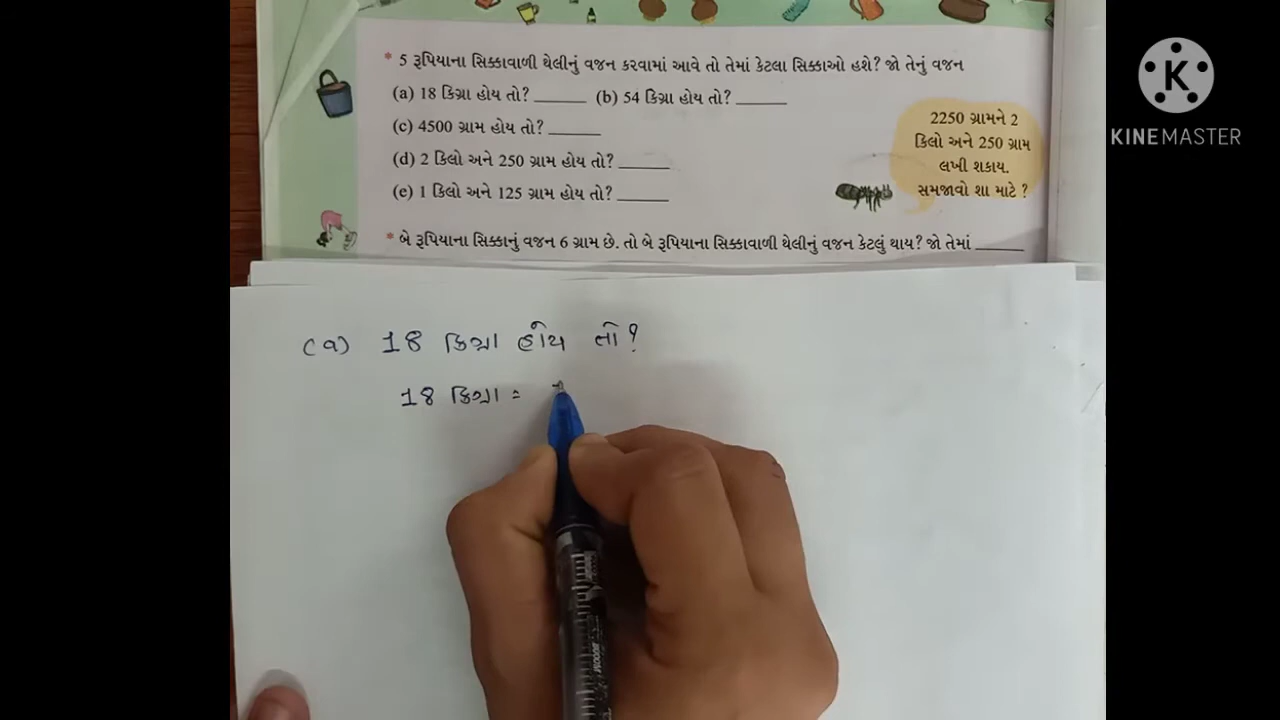 * 5 રૂપિયાના સિક્કાવાળી થેલીનું વજન કરવામાં આવે તો તેમાં કેટલા સિક્કાઓ હશે? જો તેનું વજન
(a) 18 કિગ્રા હોય તો? ______ (b) 54 કિગ્રા હોય તો? ______
(c) 4500 ગ્રામ હોય તો? ______
(d) 2 કિલો અને 250 ગ્રામ હોય તો? ______
(e) 1 કિલો અને 125 ગ્રામ હોય તો? ______
2250 ગ્રામને 2
કિલો અને 250 ગ્રામ
લખી શકાય.
સમજાવો શા માટે ?
* બે રૂપિયાના સિક્કાનું વજન 6 ગ્રામ છે. તો બે રૂપિયાના સિક્કાવાળી થેલીનું વજન કેટલું થાય? જો તેમાં ______
K
KINEMASTER
(a) 18 કિગ્રા હોય તો?
18 કિગ્રા =